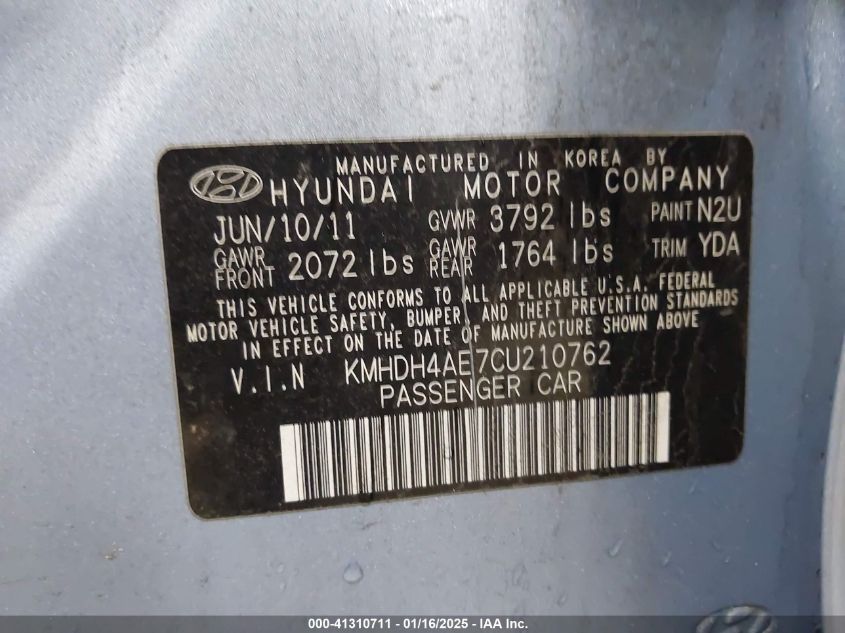 MANUFACTURED IN KOREA BY
HYUNDAI MOTOR COMPANY
JUN/10/11 GVWR 3792 lbs PAINT N2U
GAWR FRONT 2072 lbs GAWR REAR 1764 lbs TRIM YDA
THIS VEHICLE CONFORMS TO ALL APPLICABLE U.S.A. FEDERAL
MOTOR VEHICLE SAFETY, BUMPER, AND THEFT PREVENTION STANDARDS
IN EFFECT ON THE DATE OF MANUFACTURE SHOWN ABOVE
V.I.N KMHDH4AE7CU210762
PASSENGER CAR
000-41310711 - 01/16/2025 - IAA Inc.